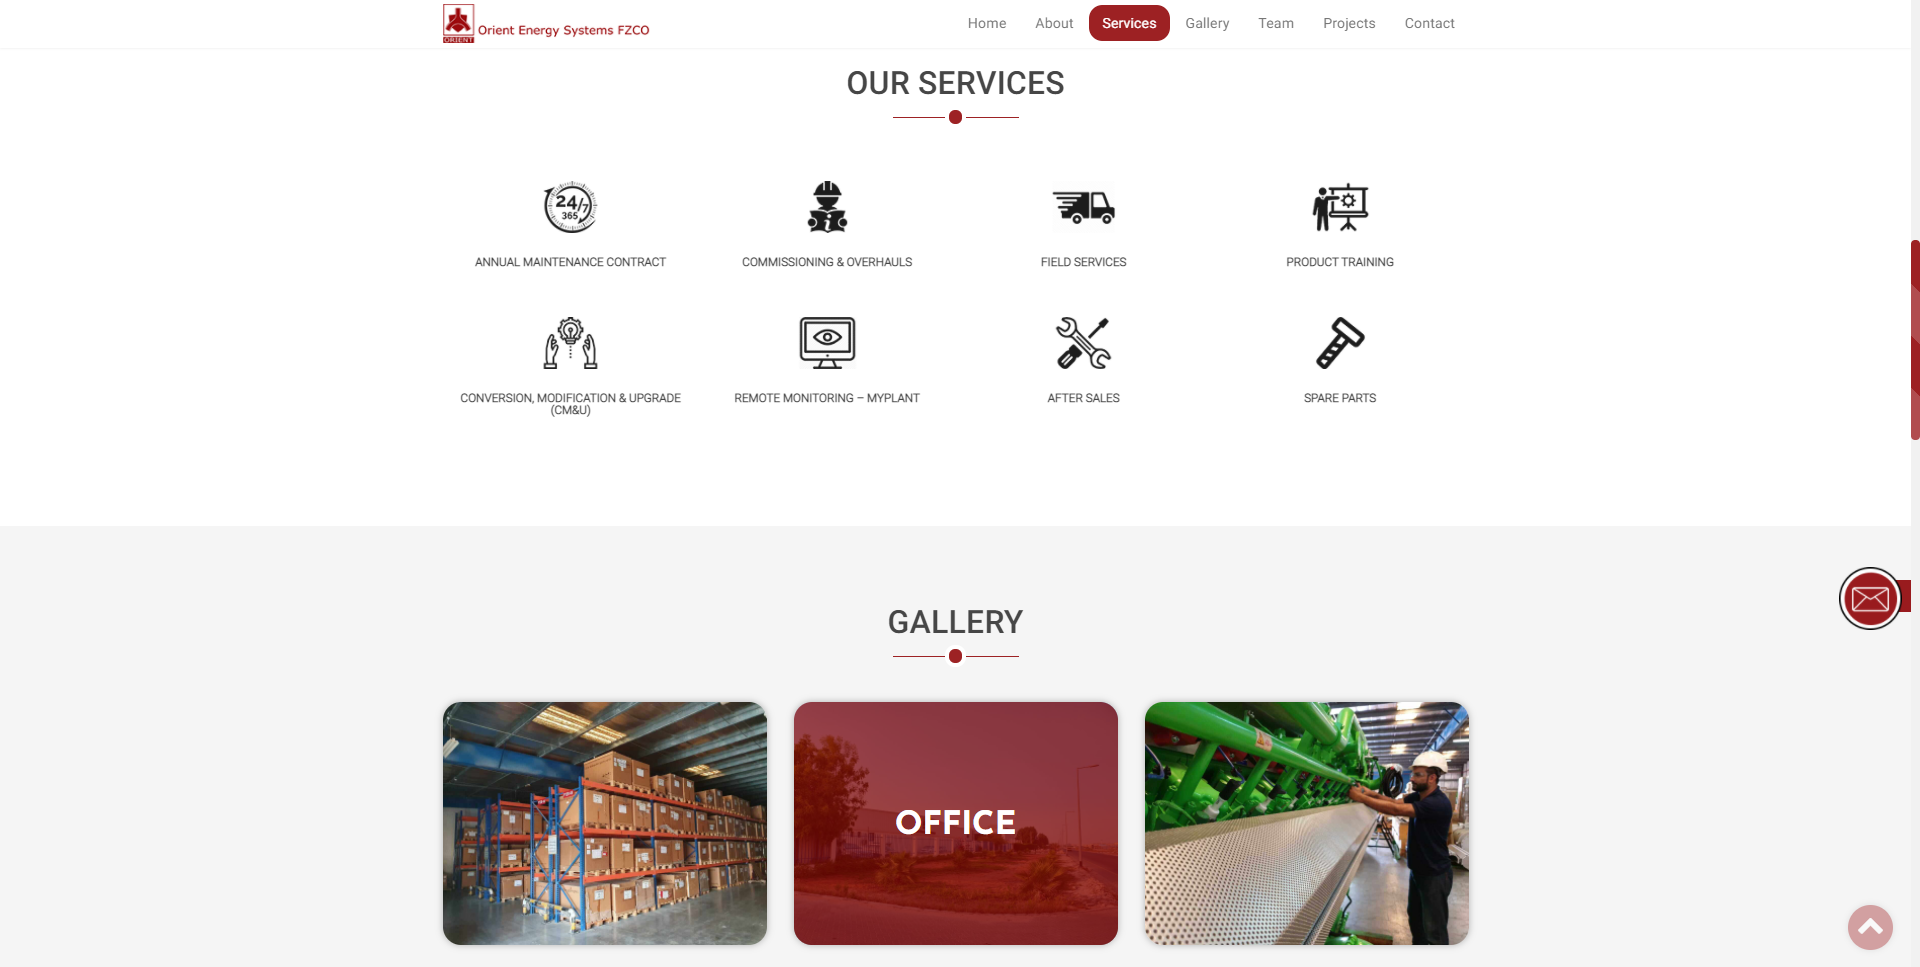 ORIENT
Orient Energy Systems FZCO
Home
About
Services
Gallery
Team
Projects
Contact
OUR SERVICES
24/7
365
ANNUAL MAINTENANCE CONTRACT
COMMISSIONING & OVERHAULS
FIELD SERVICES
PRODUCT TRAINING
CONVERSION, MODIFICATION & UPGRADE
(CM&U)
REMOTE MONITORING – MYPLANT
AFTER SALES
SPARE PARTS
GALLERY
OFFICE